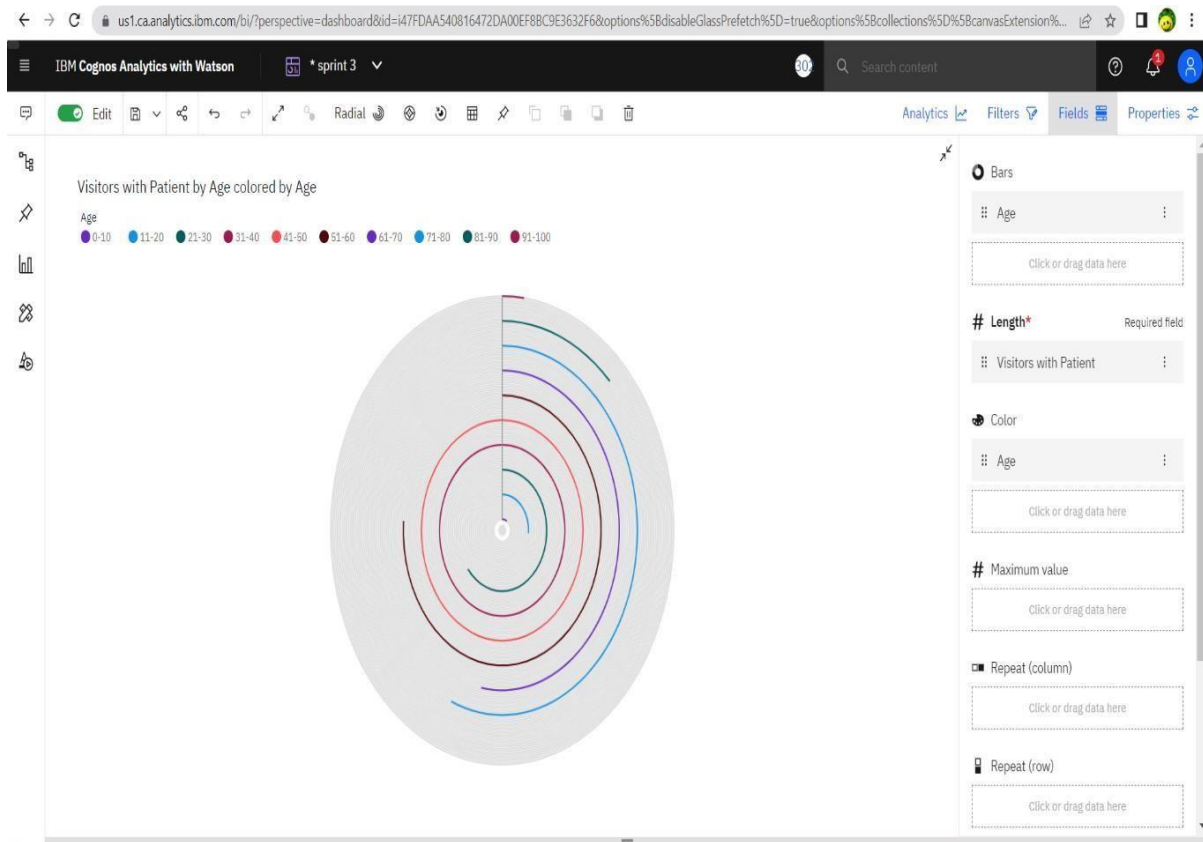 us1.ca.analytics.ibm.com/bi/?perspective=dashboard&id=i47FDAA540816472DA00EF8BC9E3632F6&options%5BdisableGlassPrefetch%5D=true&options%5Bcollections%5D%5BcanvasExtension%...
IBM Cognos Analytics with Watson * sprint 3 Search content 1
Edit Radial Analytics Filters Fields Properties
Visitors with Patient by Age colored by Age
Age
0-10 11-20 21-30 31-40 41-50 51-60 61-70 71-80 81-90 91-100
Bars
Age
Click or drag data here
# Length* Required field
Visitors with Patient
Color
Age
Click or drag data here
# Maximum value
Click or drag data here
Repeat (column)
Click or drag data here
Repeat (row)
Click or drag data here